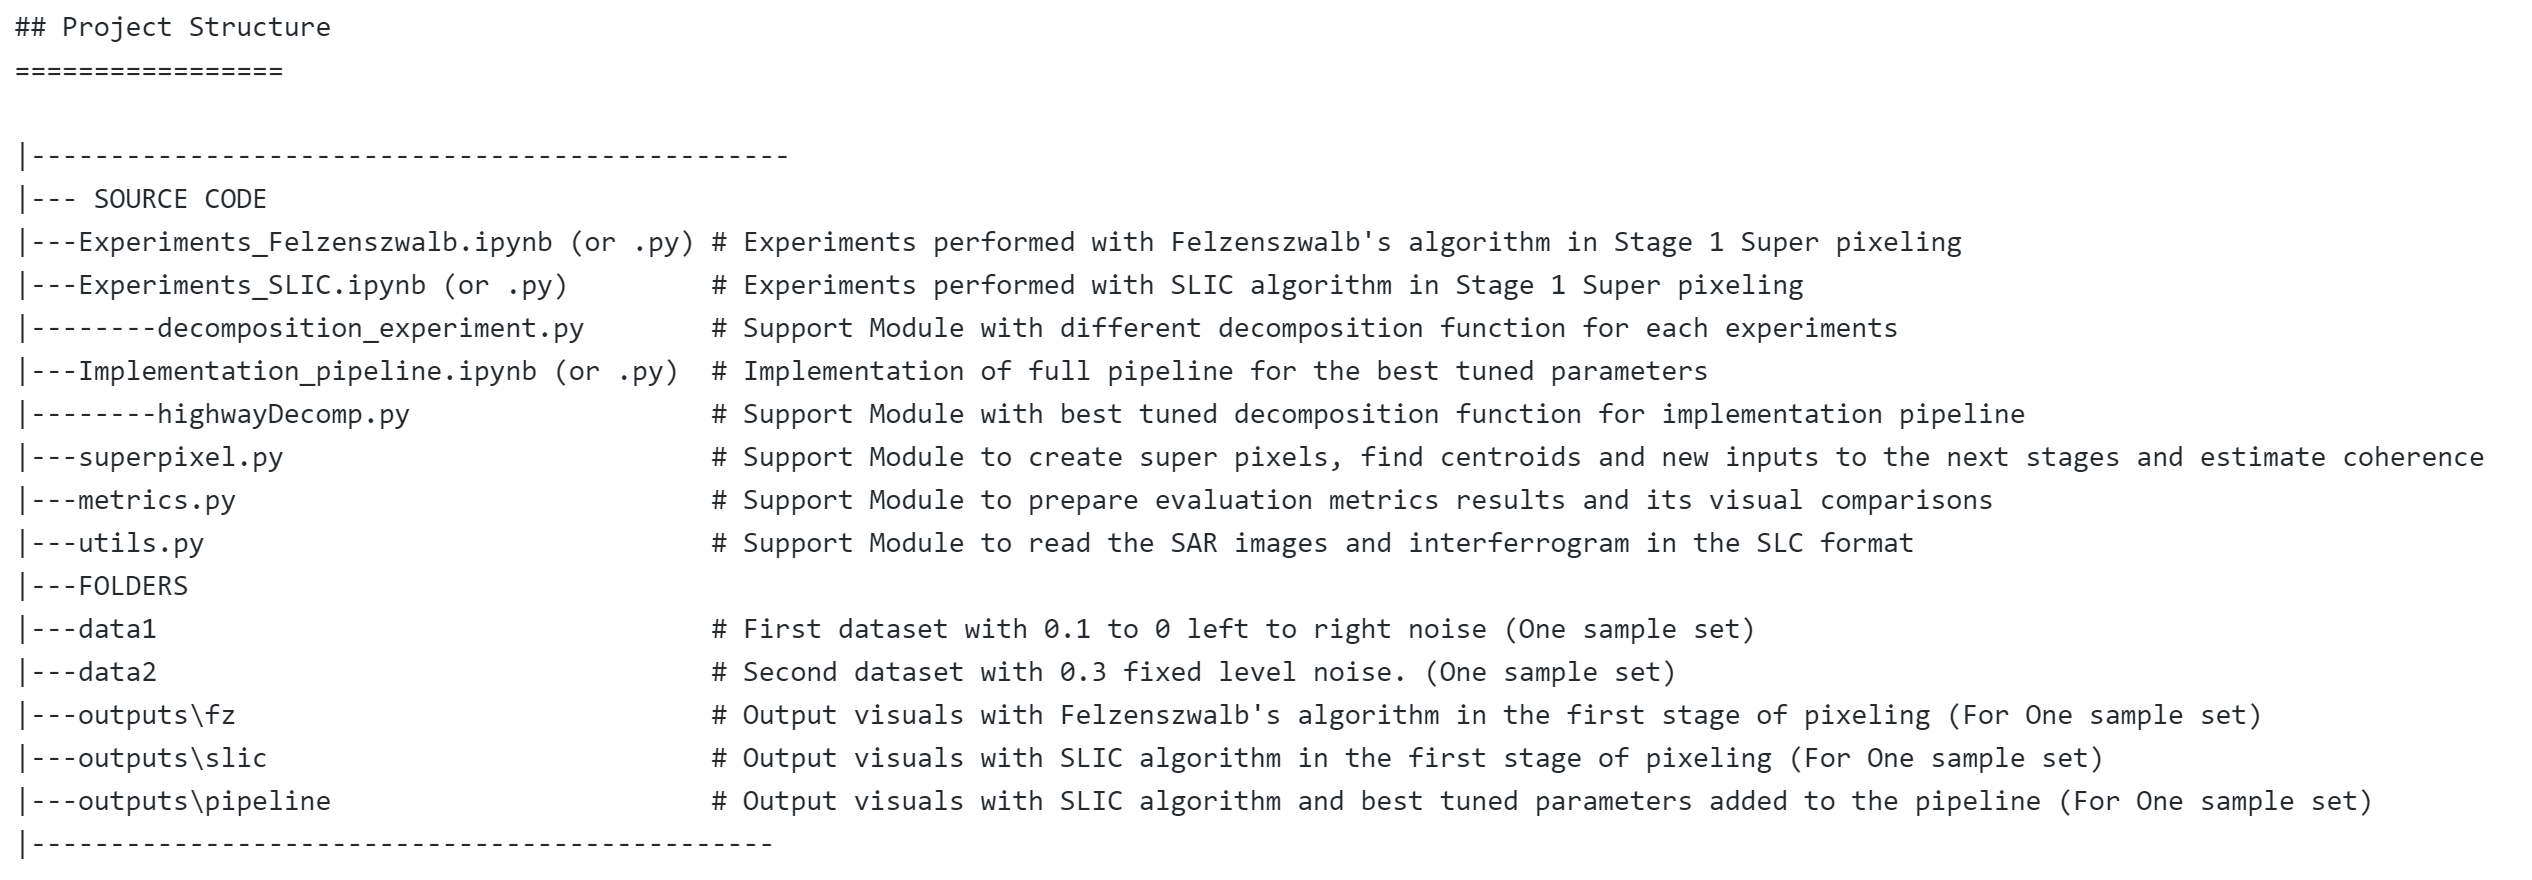 ## Project Structure
=================
|------------------------------------------------
|--- SOURCE CODE
|---Experiments_Felzenszwalb.ipynb (or .py) # Experiments performed with Felzenszwalb's algorithm in Stage 1 Super pixeling
|---Experiments_SLIC.ipynb (or .py)         # Experiments performed with SLIC algorithm in Stage 1 Super pixeling
|--------decomposition_experiment.py        # Support Module with different decomposition function for each experiments
|---Implementation_pipeline.ipynb (or .py)  # Implementation of full pipeline for the best tuned parameters
|--------highwayDecomp.py                   # Support Module with best tuned decomposition function for implementation pipeline
|---superpixel.py                           # Support Module to create super pixels, find centroids and new inputs to the next stages and estimate coherence
|---metrics.py                              # Support Module to prepare evaluation metrics results and its visual comparisons
|---utils.py                                # Support Module to read the SAR images and interferrogram in the SLC format
|---FOLDERS
|---data1                                   # First dataset with 0.1 to 0 left to right noise (One sample set)
|---data2                                   # Second dataset with 0.3 fixed level noise. (One sample set)
|---outputs\fz                              # Output visuals with Felzenszwalb's algorithm in the first stage of pixeling (For One sample set)
|---outputs\slic                            # Output visuals with SLIC algorithm in the first stage of pixeling (For One sample set)
|---outputs\pipeline                        # Output visuals with SLIC algorithm and best tuned parameters added to the pipeline (For One sample set)
|-----------------------------------------------